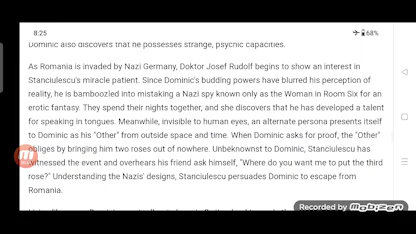 8:25
68%
Dominic also discovers that he possesses strange, psychic capacities.
As Romania is invaded by Nazi Germany, Doktor Josef Rudolf begins to show an interest in
Stanciulescu's miracle patient. Since Dominic's budding powers have blurred his perception of
reality, he is bamboozled into mistaking a Nazi spy known only as the Woman in Room Six for an
erotic fantasy. They spend their nights together, and she discovers that he has developed a talent
for speaking in tongues. Meanwhile, invisible to human eyes, an alternate persona presents itself
to Dominic as his "Other" from outside space and time. When Dominic asks for proof, the "Other"
obliges by bringing him two roses out of nowhere. Unbeknownst to Dominic, Stanciulescu has
witnessed the event and overhears his friend ask himself, "Where do you want me to put the third
rose?" Understanding the Nazis' designs, Stanciulescu persuades Dominic to escape from
Romania.
Recorded by Mobizen